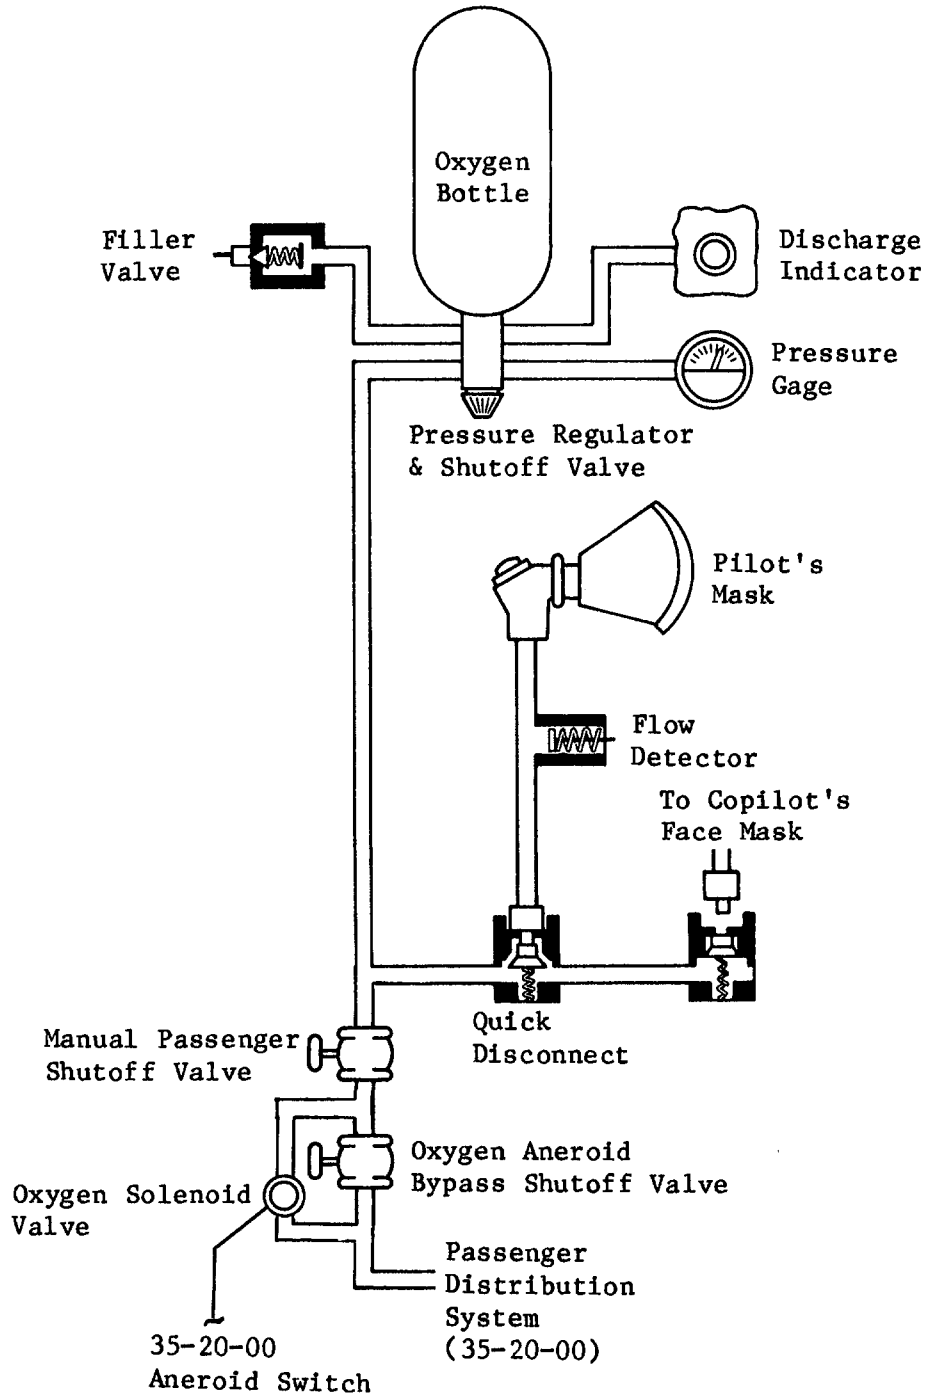 Oxygen
Bottle
Filler
Valve
Discharge
Indicator
Pressure
Gage
Pressure Regulator
& Shutoff Valve
Pilot's
Mask
Flow
Detector
To Copilot's
Face Mask
Quick
Disconnect
Manual Passenger
Shutoff Valve
Oxygen Aneroid
Bypass Shutoff Valve
Oxygen Solenoid
Valve
Passenger
Distribution
System
(35-20-00)
35-20-00
Aneroid Switch